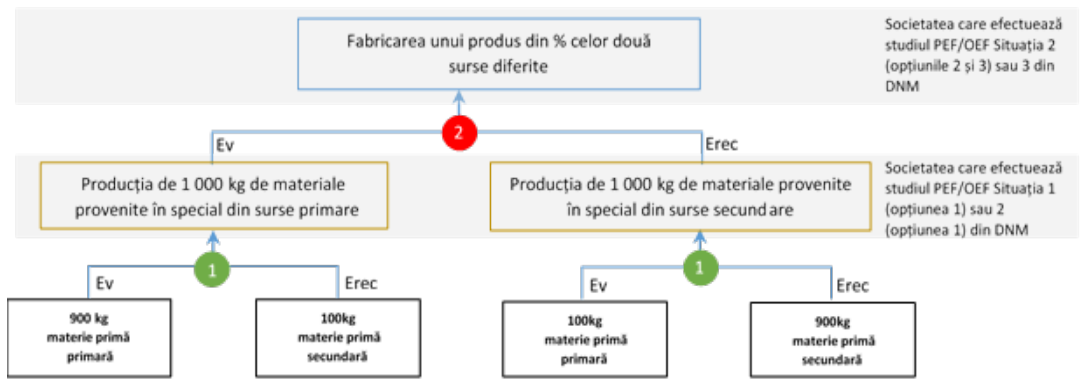 Fabricarea unui produs din % celor două
surse diferite
Societatea care efectuează
studiul PEF/OEF Situația 2
(opțiunile 2 și 3) sau 3 din
DNM
2
Ev
Erec
Producția de 1 000 kg de materiale
provenite în special din surse primare
Producția de 1 000 kg de materiale provenite
în special din surse secundare
Societatea care efectuează
studiul PEF/OEF Situația 1
(opțiunea 1) sau 2
(opțiunea 1) din DNM
1
Ev
Erec
1
Ev
Erec
900 kg
materie primă
primară
100kg
materie primă
secundară
100kg
materie primă
primară
900kg
materie primă
secundară